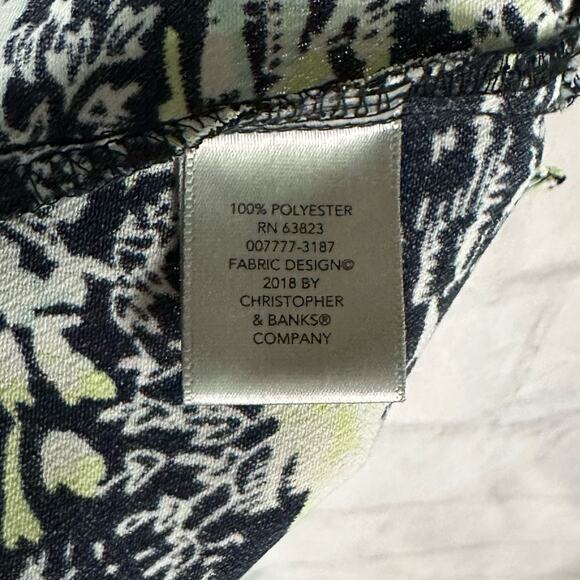 100% POLYESTER
RN 63823
007777-3187
FABRIC DESIGN©
2018 BY
CHRISTOPHER
& BANKS®
COMPANY